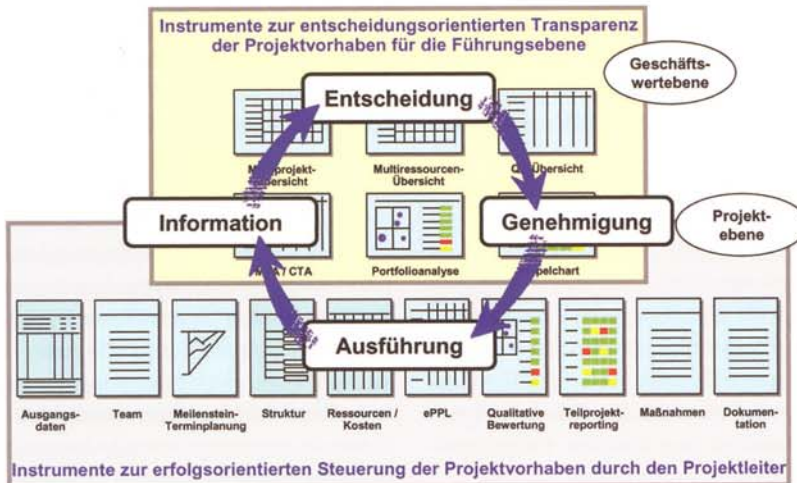 Instrumente zur entscheidungsorientierten Transparenz
der Projektvorhaben für die Führungsebene
Geschäfts-
wertebene
Entscheidung
Multiressourcen-
Übersicht
Übersicht
Information
Genehmigung
Projekt-
ebene
/ CTA
Portfolioanalyse
Ausführung
Ausgangs-
daten
Team
Meilenstein-
Terminplanung
Struktur
Ressourcen /
Kosten
ePPL
Qualitative
Bewertung
Teilprojekt-
reporting
Maßnahmen
Dokumen-
tation
Instrumente zur erfolgsorientierten Steuerung der Projektvorhaben durch den Projektleiter